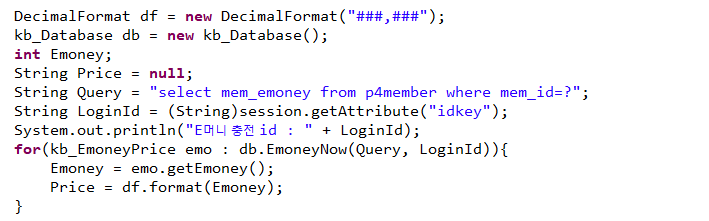 DecimalFormat df = new DecimalFormat("###,###");
kb_Database db = new kb_Database();
int Emoney;
String Price = null;
String Query = "select mem_emoney from p4member where mem_id=?";
String LoginId = (String)session.getAttribute("idkey");
System.out.println("E머니 충전 id : " + LoginId);
for(kb_EmoneyPrice emo : db.EmoneyNow(Query, LoginId)){
    Emoney = emo.getEmoney();
    Price = df.format(Emoney);
}